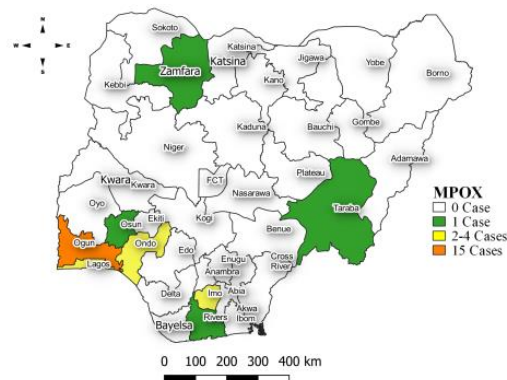 N
W E
S
Sokoto
Katsina
Zamfara Katsina
Jigawa
Yobe
Borno
Kebbi
Kano
Kaduna
Bauchi
Gombe
Adamawa
Niger
Plateau
Kwara
Kwara
FCT
Nasarawa
Taraba
Oyo
Osun
Ekiti
Kogi
Benue
Ogun
Ondo
Edo
Enugu
Anambra
Cross
River
Lagos
Delta
Imo
Abia
Akwa
Ibom
Bayelsa
Rivers
MPOX
0 Case
1 Case
2-4 Cases
15 Cases
0 100 200 300 400 km